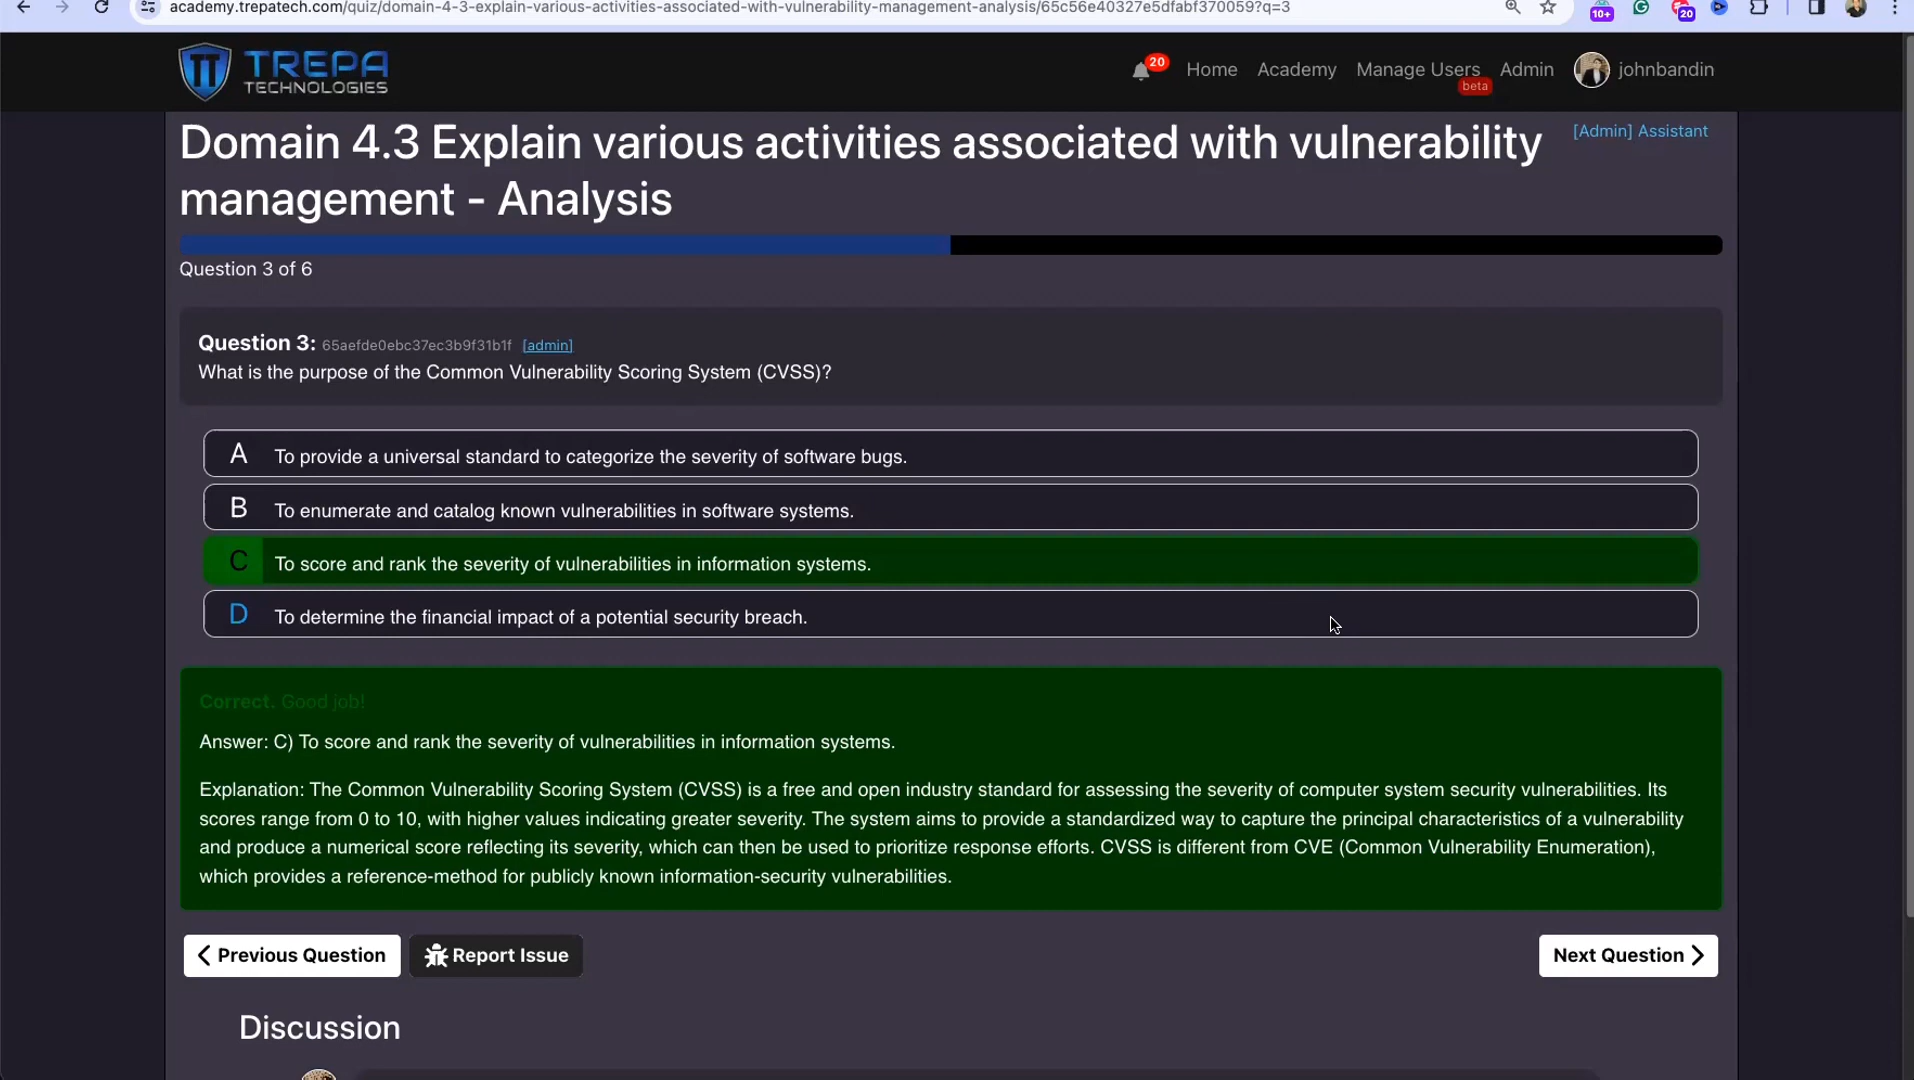 academy.trepatech.com/quiz/domain-4-3-explain-various-activities-associated-with-vulnerability-management-analysis/65c56e40327e5dfabf370059?q=3
10+
20
TREPA
TECHNOLOGIES
20
Home
Academy
Manage Users
beta
Admin
johnbandin
Domain 4.3 Explain various activities associated with vulnerability
management - Analysis
[Admin] Assistant
Question 3 of 6
Question 3: 65aefde0ebc37ec3b9f31b1f [admin]
What is the purpose of the Common Vulnerability Scoring System (CVSS)?
A To provide a universal standard to categorize the severity of software bugs.
B To enumerate and catalog known vulnerabilities in software systems.
C To score and rank the severity of vulnerabilities in information systems.
D To determine the financial impact of a potential security breach.
Correct. Good job!
Answer: C) To score and rank the severity of vulnerabilities in information systems.
Explanation: The Common Vulnerability Scoring System (CVSS) is a free and open industry standard for assessing the severity of computer system security vulnerabilities. Its
scores range from 0 to 10, with higher values indicating greater severity. The system aims to provide a standardized way to capture the principal characteristics of a vulnerability
and produce a numerical score reflecting its severity, which can then be used to prioritize response efforts. CVSS is different from CVE (Common Vulnerability Enumeration),
which provides a reference-method for publicly known information-security vulnerabilities.
Previous Question
Report Issue
Next Question
Discussion